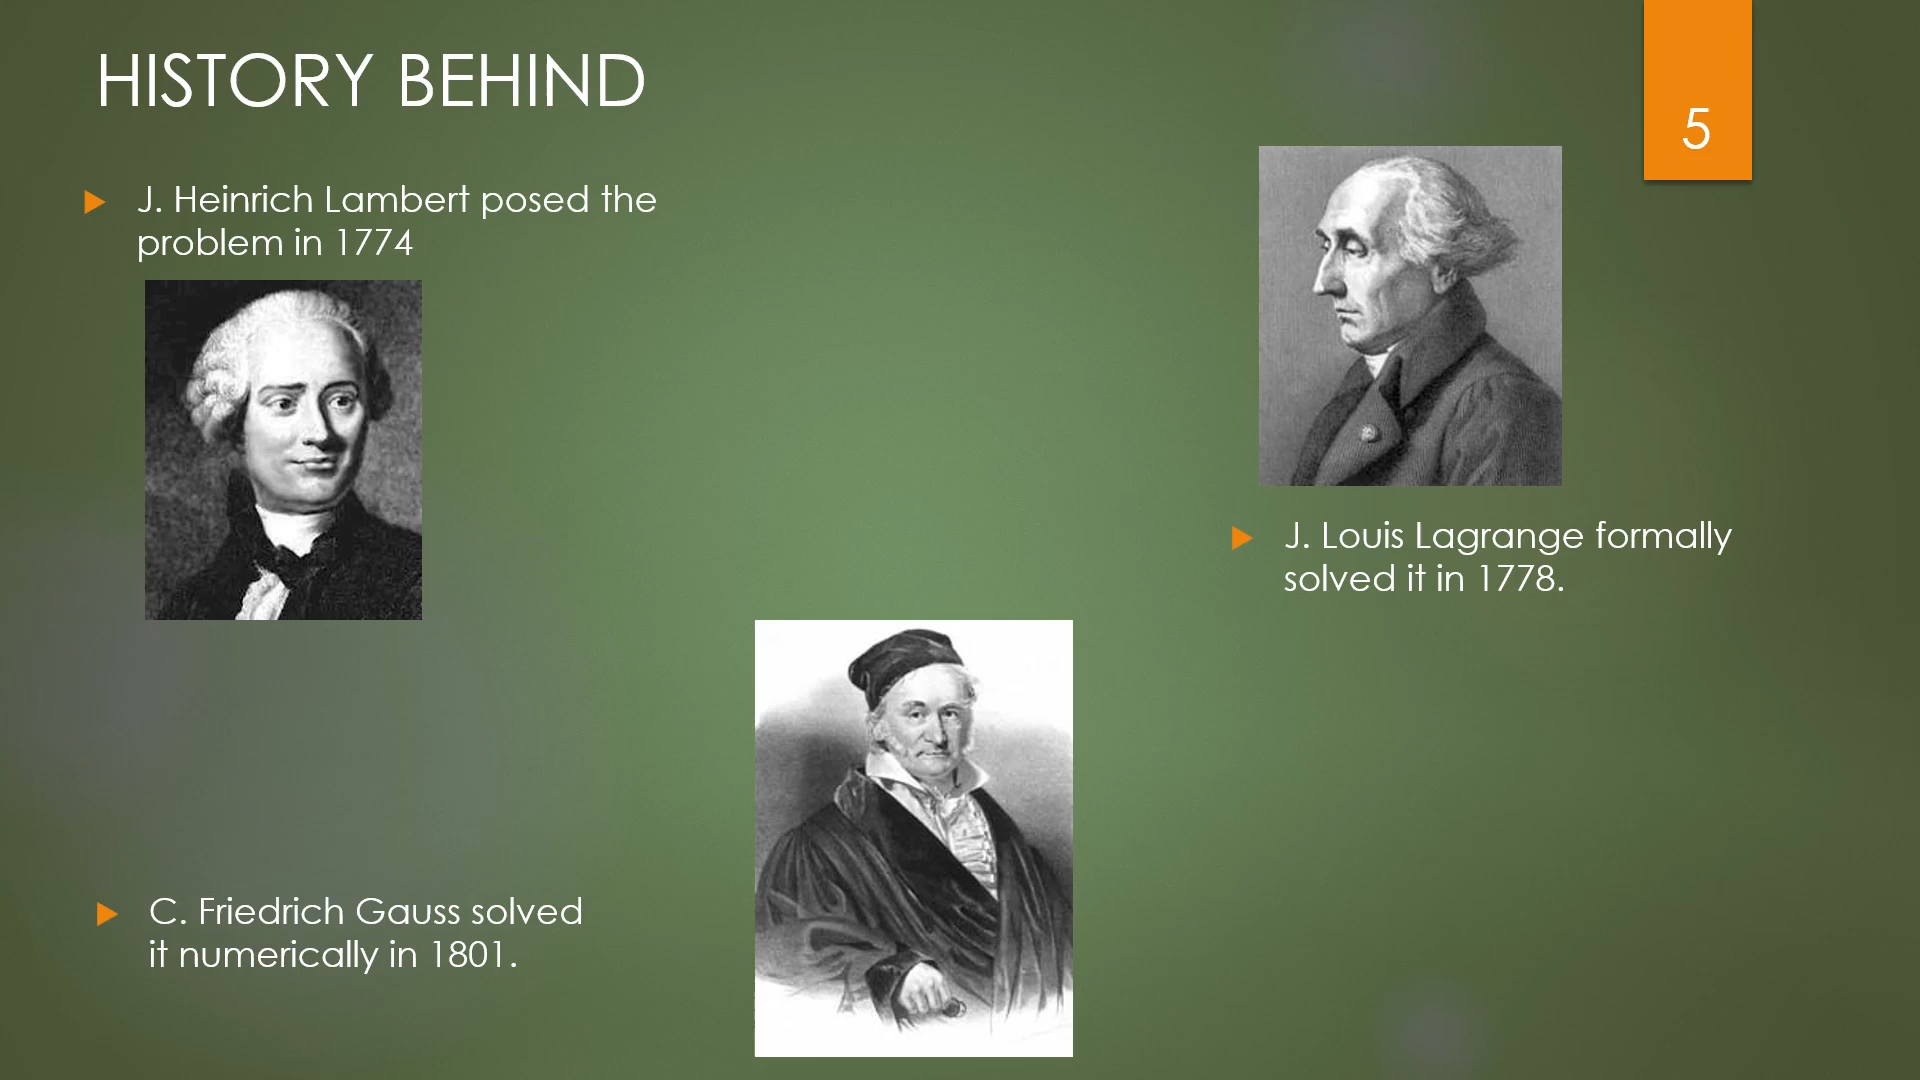 HISTORY BEHIND
5
J. Heinrich Lambert posed the
problem in 1774
J. Louis Lagrange formally
solved it in 1778.
C. Friedrich Gauss solved
it numerically in 1801.